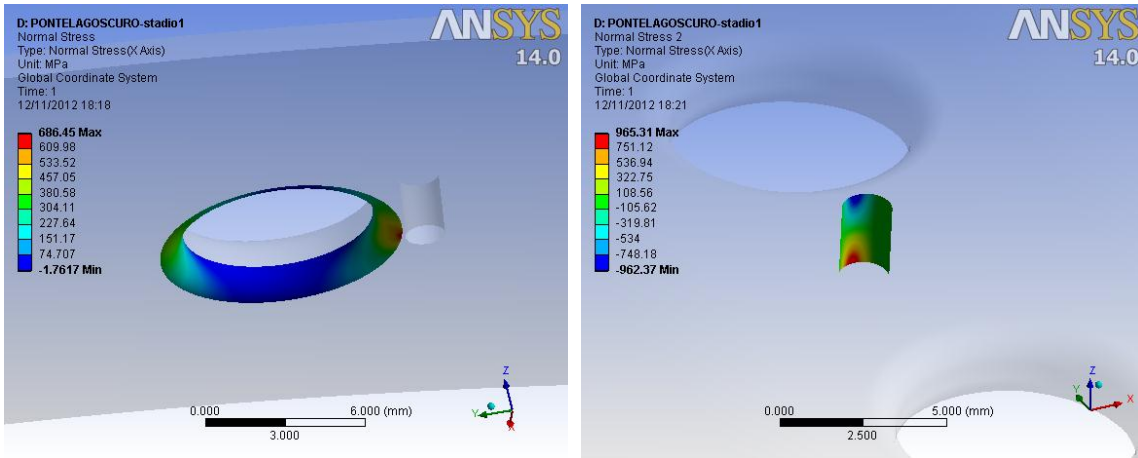 D: PONTELAGOSCURO-stadio1
Normal Stress
Type: Normal Stress(X Axis)
Unit: MPa
Global Coordinate System
Time: 1
12/11/2012 18:18
686.45 Max
609.98
533.52
457.05
380.58
304.11
227.64
151.17
74.707
-1.7617 Min
ANSYS
14.0
0.000
6.000 (mm)
3.000
Z
Y
X
D: PONTELAGOSCURO-stadio1
Normal Stress 2
Type: Normal Stress(X Axis)
Unit: MPa
Global Coordinate System
Time: 1
12/11/2012 18:21
965.31 Max
751.12
536.94
322.75
108.56
-105.62
-319.81
-534
-748.18
-962.37 Min
ANSYS
14.0
0.000
5.000 (mm)
2.500
Z
Y
X